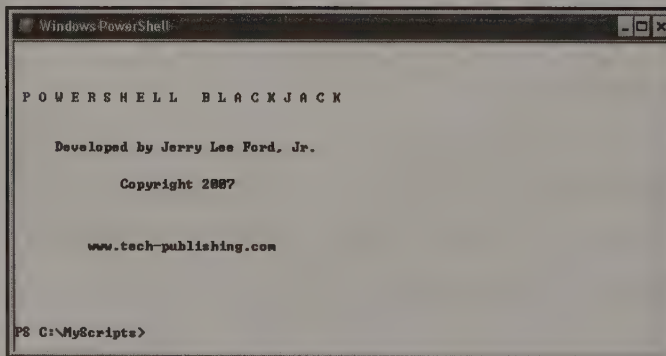 Windows PowerShell
P O W E R S H E L L   B L A C K J A C K
Developed by Jerry Lee Ford, Jr.
Copyright 2007
www.tech-publishing.com
PS C:\MyScripts>